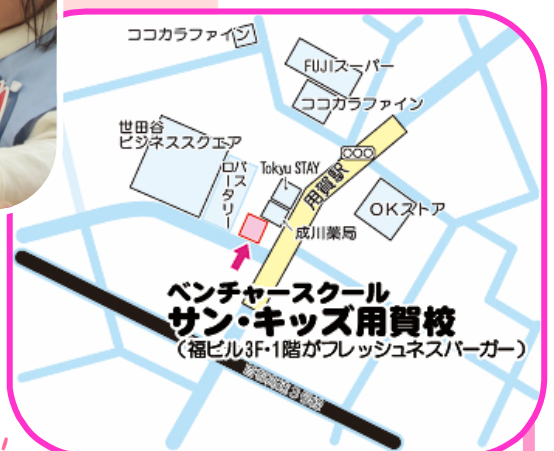 ココカラファイン
FUJIスーパー
ココカラファイン
世田谷
ビジネススクエア
バス
ロータリー
Tokyu STAY
用賀駅
OKストア
成川薬局
ベンチャースクール
サン・キッズ用賀校
（福ビル3F・1階がフレッシュネスバーガー）